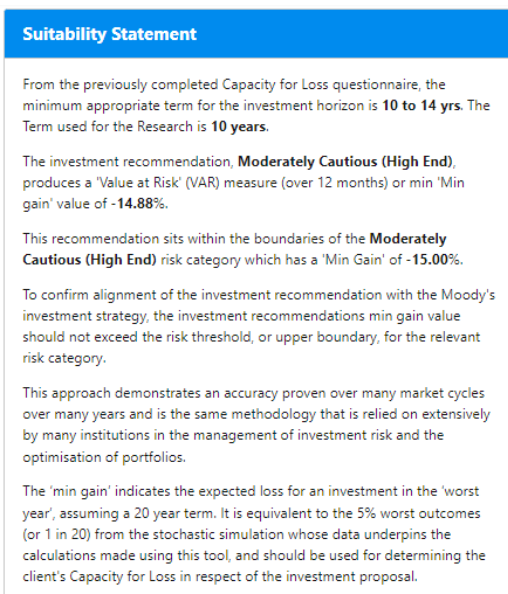 Suitability Statement
From the previously completed Capacity for Loss questionnaire, the
minimum appropriate term for the investment horizon is 10 to 14 yrs. The
Term used for the Research is 10 years.
The investment recommendation, Moderately Cautious (High End),
produces a 'Value at Risk' (VAR) measure (over 12 months) or min 'Min
gain' value of -14.88%.
This recommendation sits within the boundaries of the Moderately
Cautious (High End) risk category which has a 'Min Gain' of -15.00%.
To confirm alignment of the investment recommendation with the Moody's
investment strategy, the investment recommendations min gain value
should not exceed the risk threshold, or upper boundary, for the relevant
risk category.
This approach demonstrates an accuracy proven over many market cycles
over many years and is the same methodology that is relied on extensively
by many institutions in the management of investment risk and the
optimisation of portfolios.
The 'min gain' indicates the expected loss for an investment in the 'worst
year', assuming a 20 year term. It is equivalent to the 5% worst outcomes
(or 1 in 20) from the stochastic simulation whose data underpins the
calculations made using this tool, and should be used for determining the
client's Capacity for Loss in respect of the investment proposal.